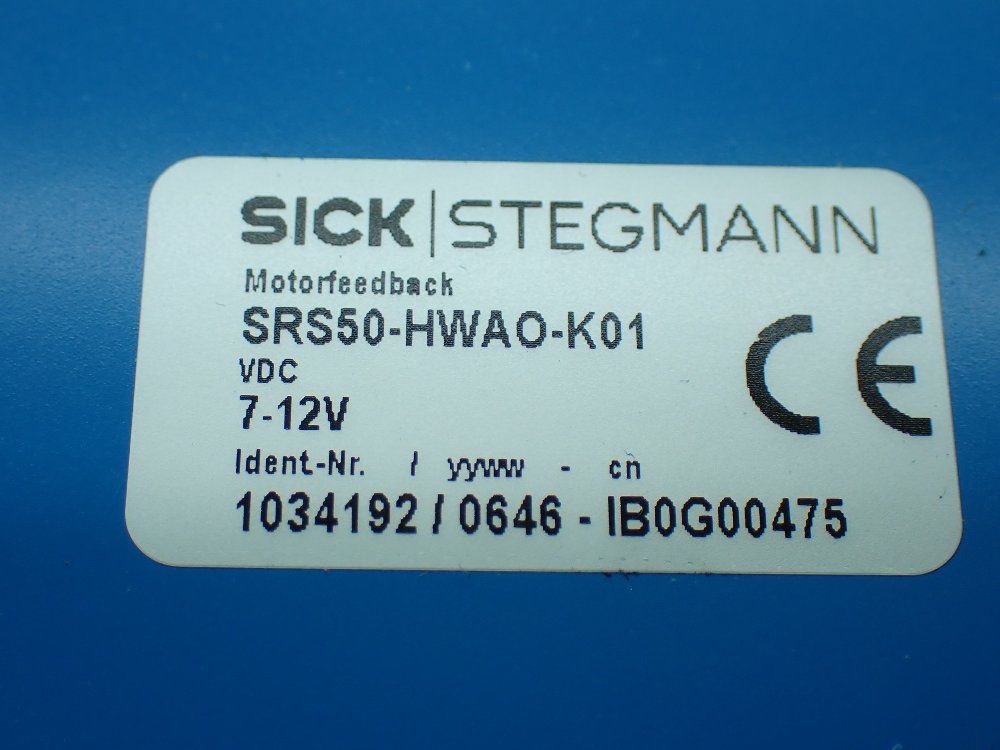 SICK|STEGMANN
Motorfeedback
SRS50-HWAO-K01
VDC
7-12V
Ident-Nr. / yyww - cn
1034192 / 0646 - IB0G00475
CE